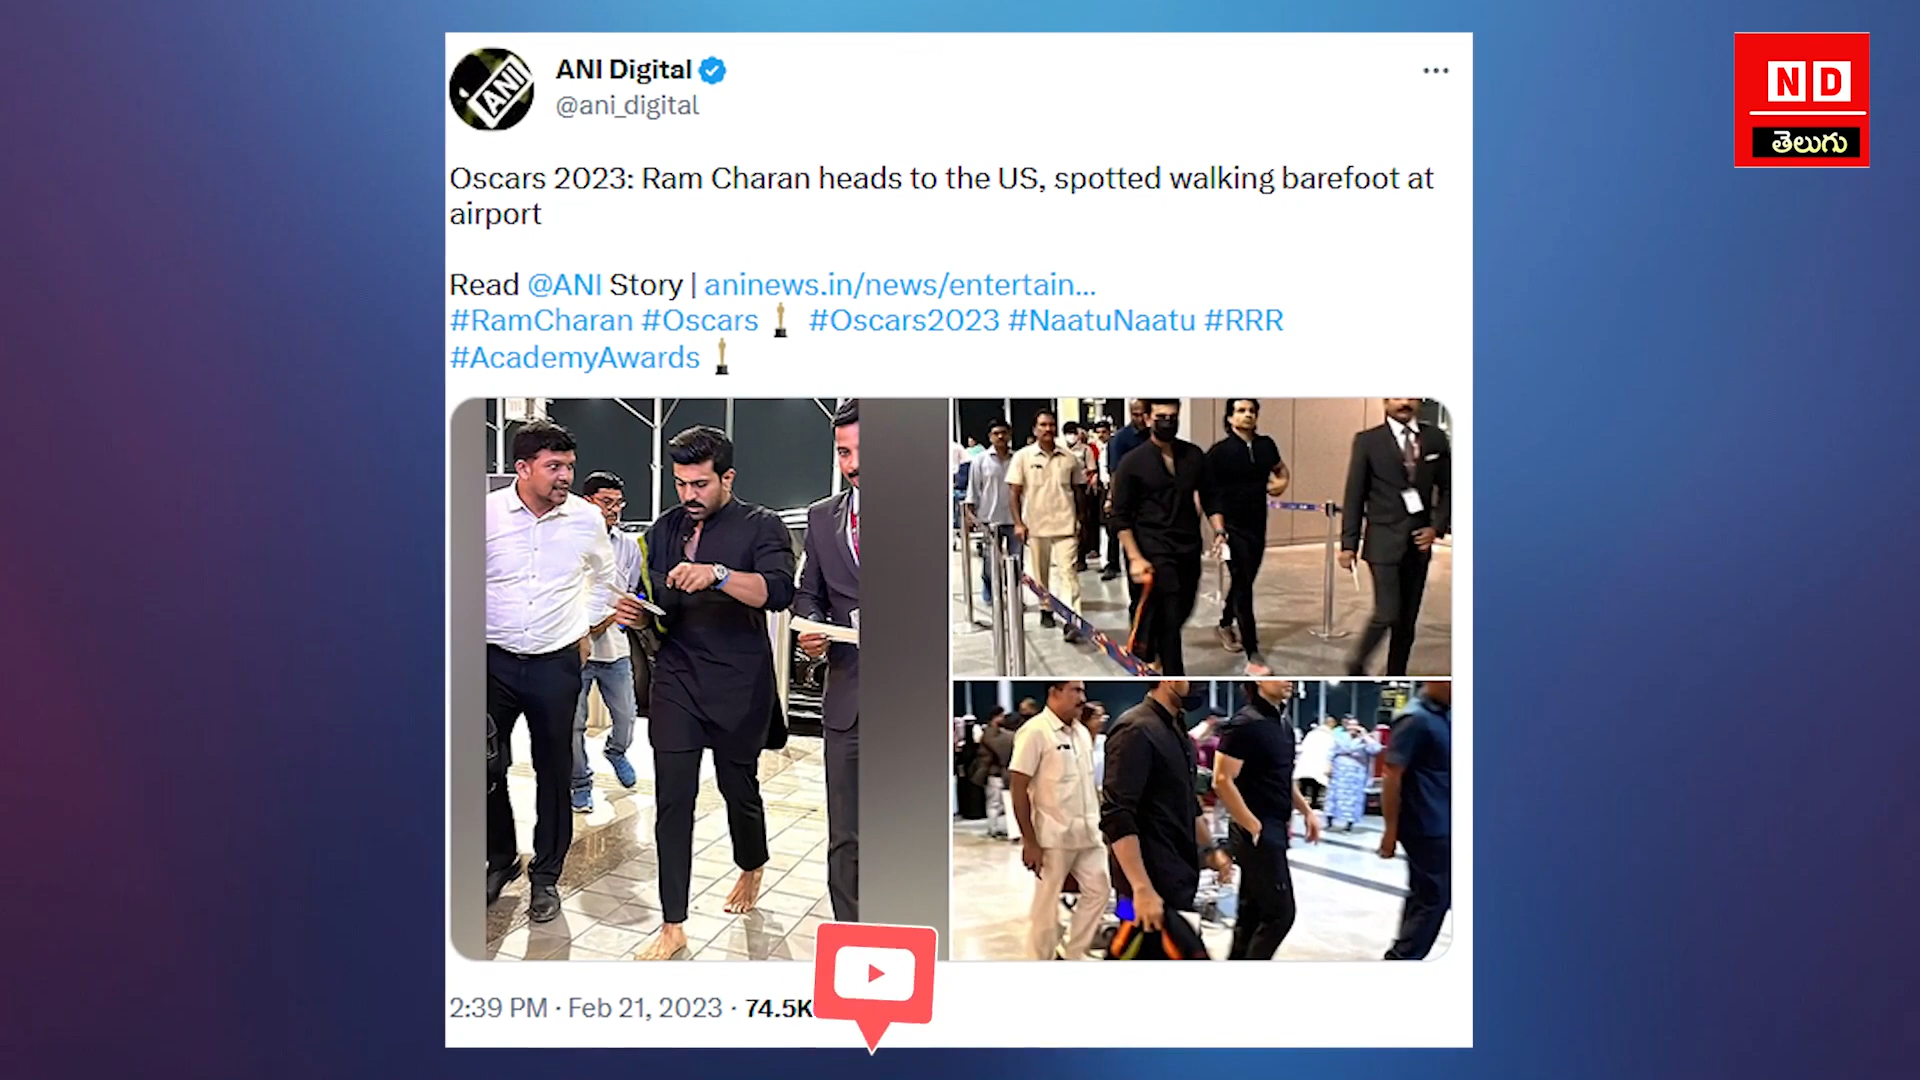 ANI
ANI Digital
@ani_digital
Oscars 2023: Ram Charan heads to the US, spotted walking barefoot at
airport
Read @ANI Story | aninews.in/news/entertain...
#RamCharan #Oscars #Oscars2023 #NaatuNaatu #RRR
#AcademyAwards
2:39 PM · Feb 21, 2023 · 74.5K
ND
తెలుగు